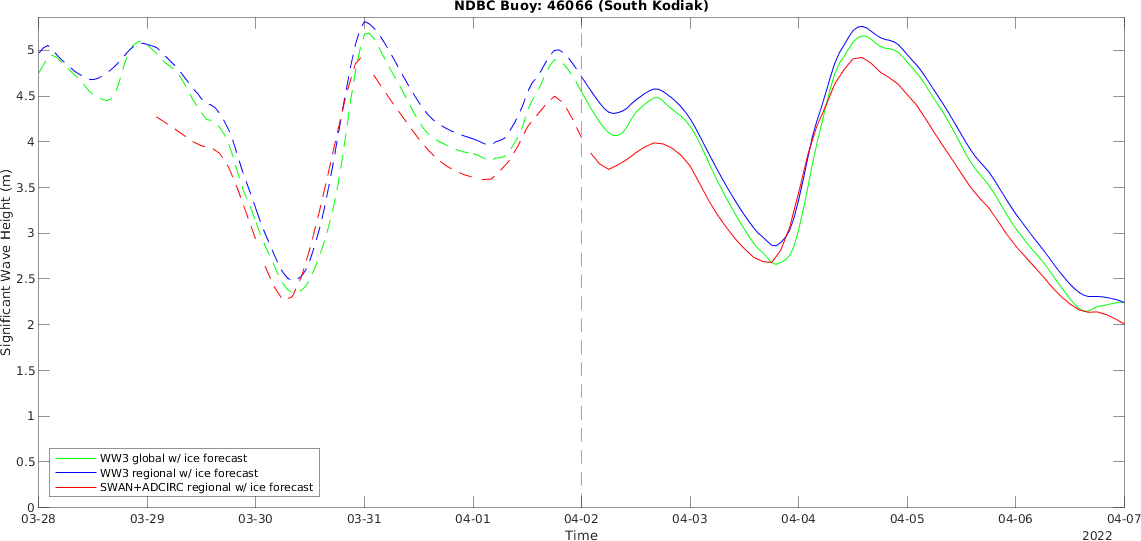 NDBC Buoy: 46066 (South Kodiak)
Significant Wave Height (m)
5
4.5
4
3.5
3
2.5
2
1.5
1
0.5
0
WW3 global w/ ice forecast
WW3 regional w/ ice forecast
SWAN+ADCIRC regional w/ ice forecast
03-28 03-29 03-30 03-31 04-01 04-02 04-03 04-04 04-05 04-06 04-07
Time
2022